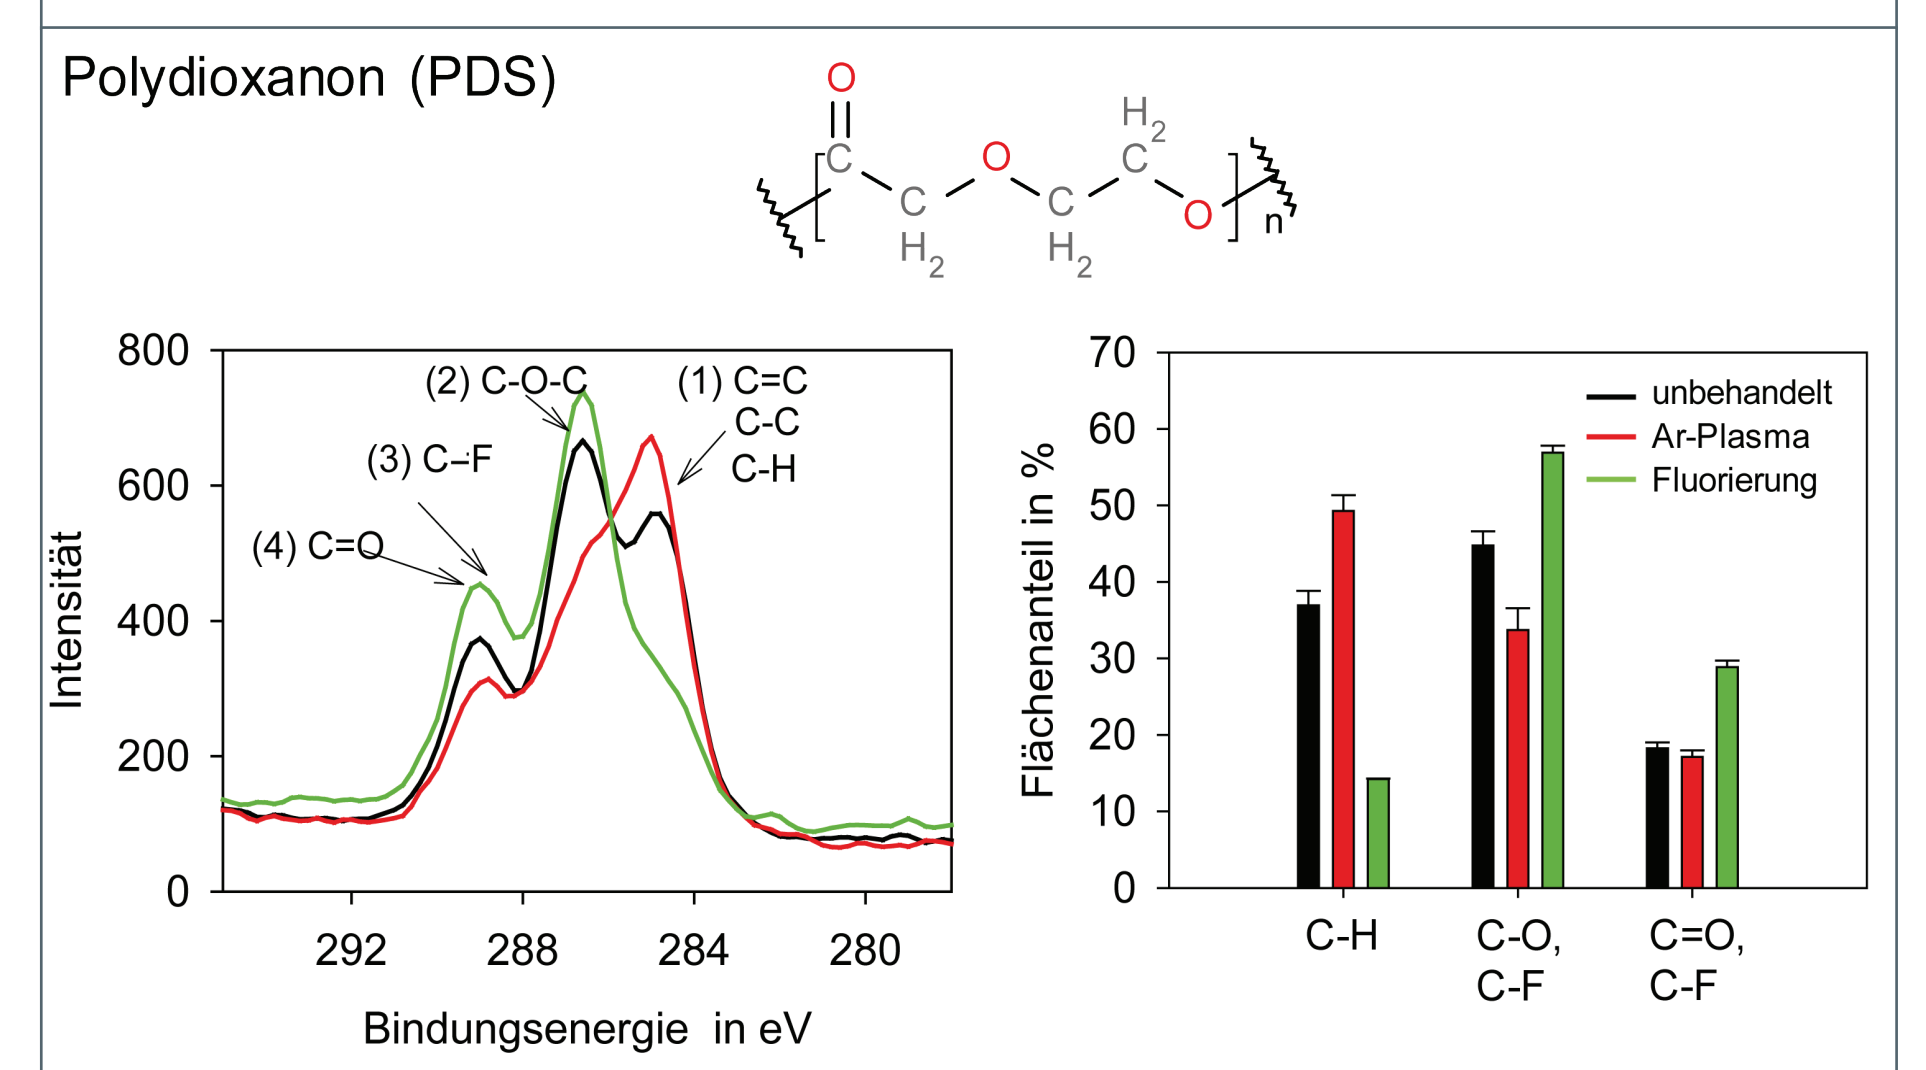 Polydioxanon (PDS)
O
H2
C
O
C
C
C
O
n
H2
H2
800
600
400
200
0
Intensität
(2) C-O-C
(1) C=C
C-C
C-H
(3) C-F
(4) C=O
292 288 284 280
Bindungsenergie in eV
70
60
50
40
30
20
10
0
Flächenanteil in %
unbehandelt
Ar-Plasma
Fluorierung
C-H
C-O,
C-F
C=O,
C-F